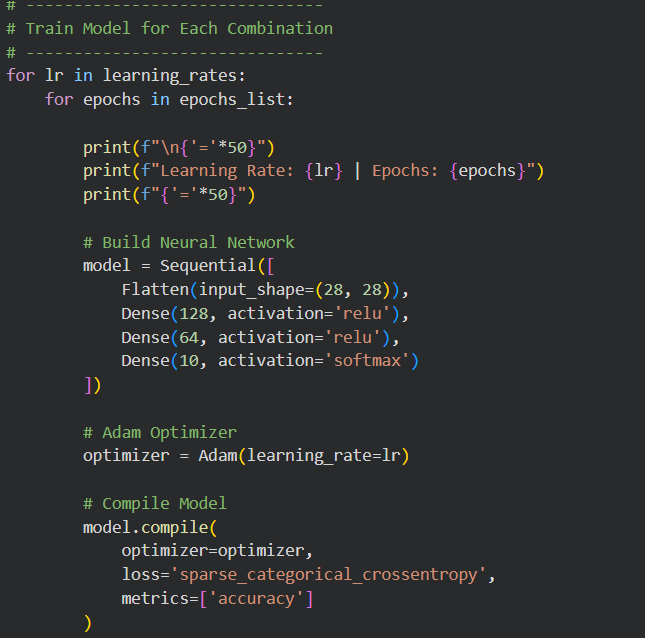 # -------------------------------
# Train Model for Each Combination
# -------------------------------
for lr in learning_rates:
    for epochs in epochs_list:

        print(f"\n{'='*50}")
        print(f"Learning Rate: {lr} | Epochs: {epochs}")
        print(f"{'='*50}")

        # Build Neural Network
        model = Sequential([
            Flatten(input_shape=(28, 28)),
            Dense(128, activation='relu'),
            Dense(64, activation='relu'),
            Dense(10, activation='softmax')
        ])

        # Adam Optimizer
        optimizer = Adam(learning_rate=lr)

        # Compile Model
        model.compile(
            optimizer=optimizer,
            loss='sparse_categorical_crossentropy',
            metrics=['accuracy']
        )